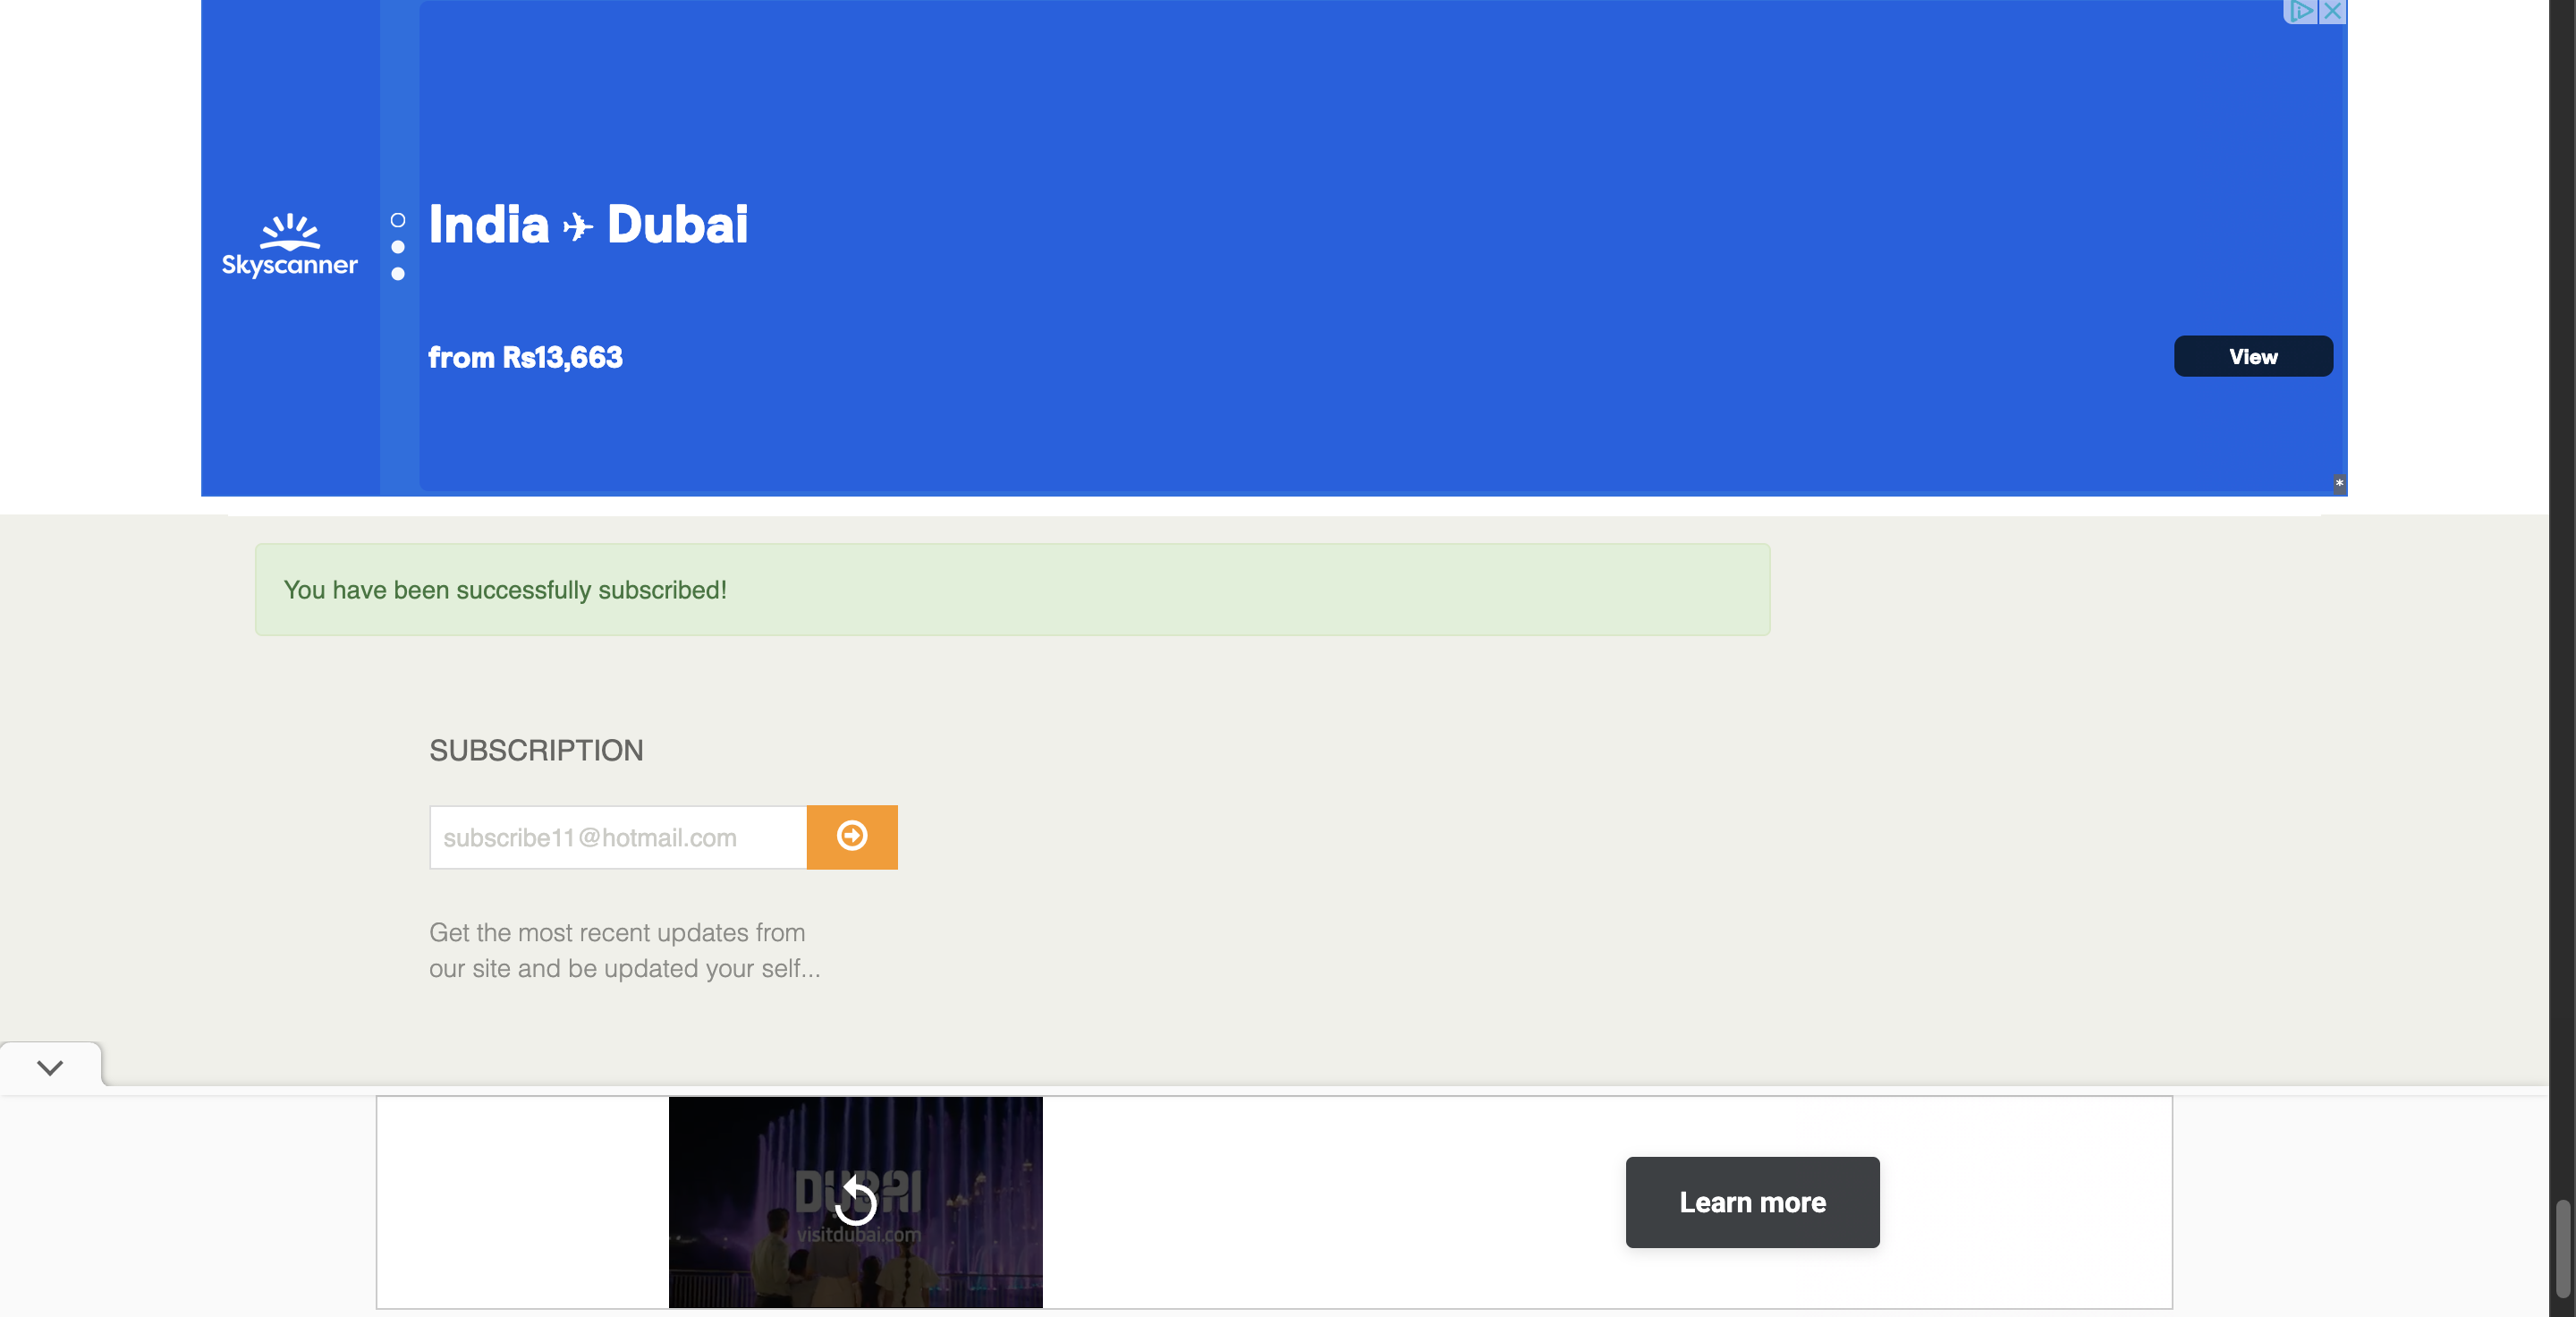 Skyscanner
India ✈ Dubai
from Rs13,663
View
*
You have been successfully subscribed!
SUBSCRIPTION
subscribe11@hotmail.com
Get the most recent updates from
our site and be updated your self...
DUBAI
visitdubai.com
Learn more